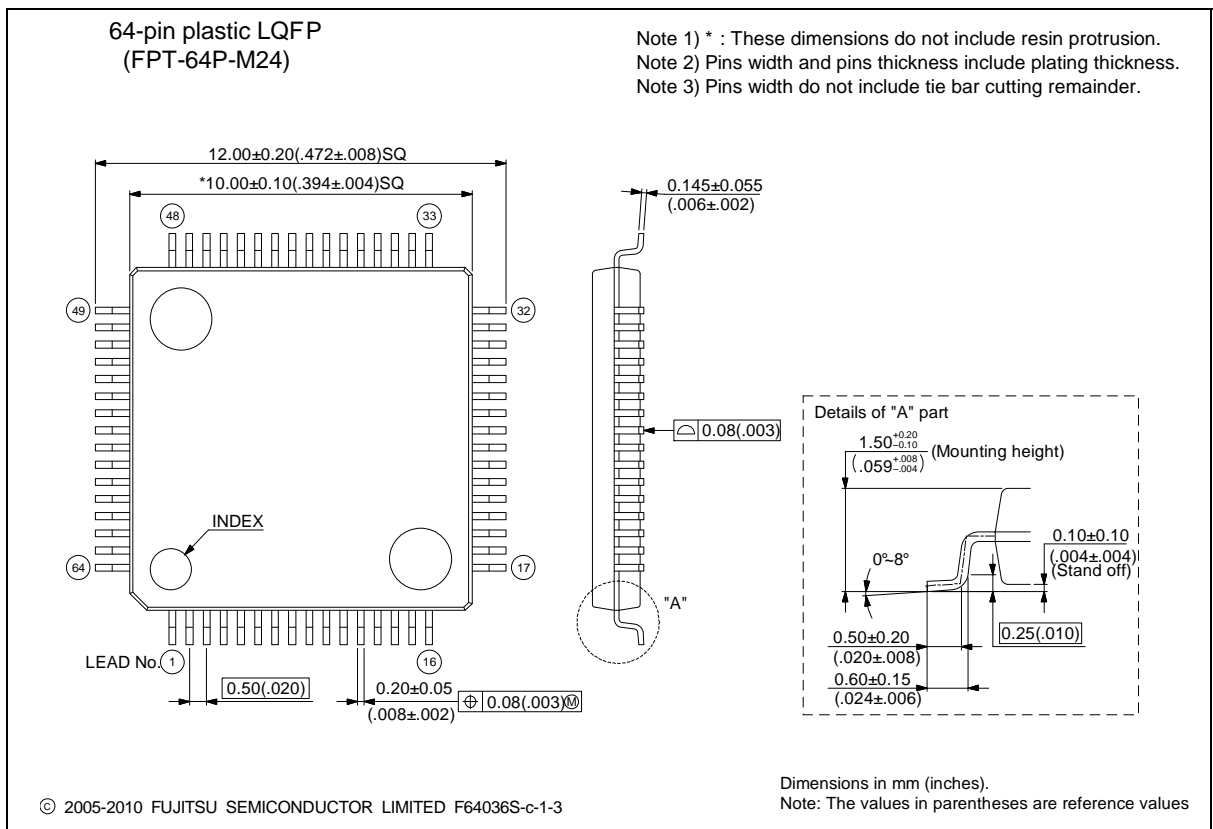 64-pin plastic LQFP
(FPT-64P-M24)
Note 1) * : These dimensions do not include resin protrusion.
Note 2) Pins width and pins thickness include plating thickness.
Note 3) Pins width do not include tie bar cutting remainder.
12.00±0.20(.472±.008)SQ
*10.00±0.10(.394±.004)SQ
48
33
49
32
64
17
INDEX
LEAD No.
1
16
0.50(.020)
0.20±0.05
(.008±.002)
0.08(.003)Ⓜ
0.145±0.055
(.006±.002)
0.08(.003)
"A"
Details of "A" part
1.50 +0.20 –0.10 (Mounting height)
(.059 +.008 –.004)
0°~8°
0.10±0.10
(.004±.004)
(Stand off)
0.25(.010)
0.50±0.20
(.020±.008)
0.60±0.15
(.024±.006)
© 2005-2010 FUJITSU SEMICONDUCTOR LIMITED F64036S-c-1-3
Dimensions in mm (inches).
Note: The values in parentheses are reference values